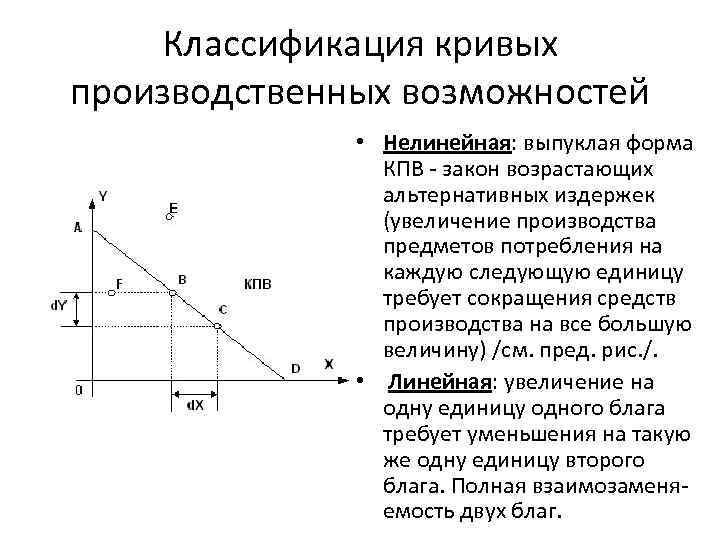 Классификация кривых
производственных возможностей
• Нелинейная: выпуклая форма
КПВ - закон возрастающих
альтернативных издержек
(увеличение производства
предметов потребления на
каждую следующую единицу
требует сокращения средств
производства на все большую
величину) /см. пред. рис./.
• Линейная: увеличение на
одну единицу одного блага
требует уменьшения на такую
же одну единицу второго
блага. Полная взаимозаменя-
емость двух благ.
Y
E
A
F
B
КПВ
dY
C
D
X
0
dX